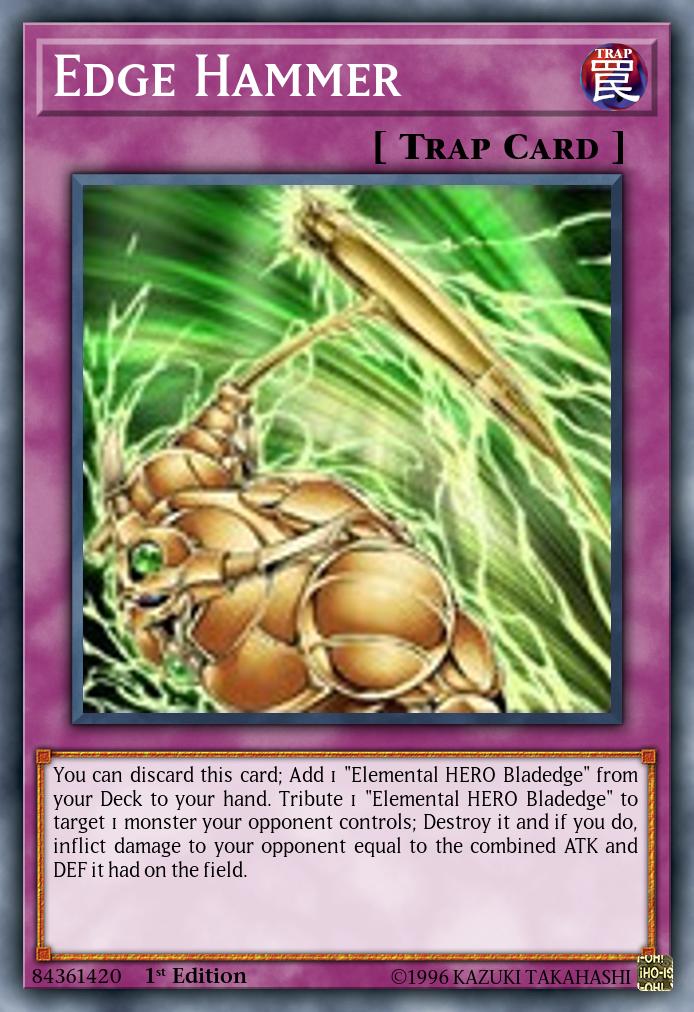 Edge Hammer
TRAP
罠
[ Trap Card ]
You can discard this card; Add 1 "Elemental HERO Bladedge" from
your Deck to your hand. Tribute 1 "Elemental HERO Bladedge" to
target 1 monster your opponent controls; Destroy it and if you do,
inflict damage to your opponent equal to the combined ATK and
DEF it had on the field.
84361420 1st Edition ©1996 KAZUKI TAKAHASHI